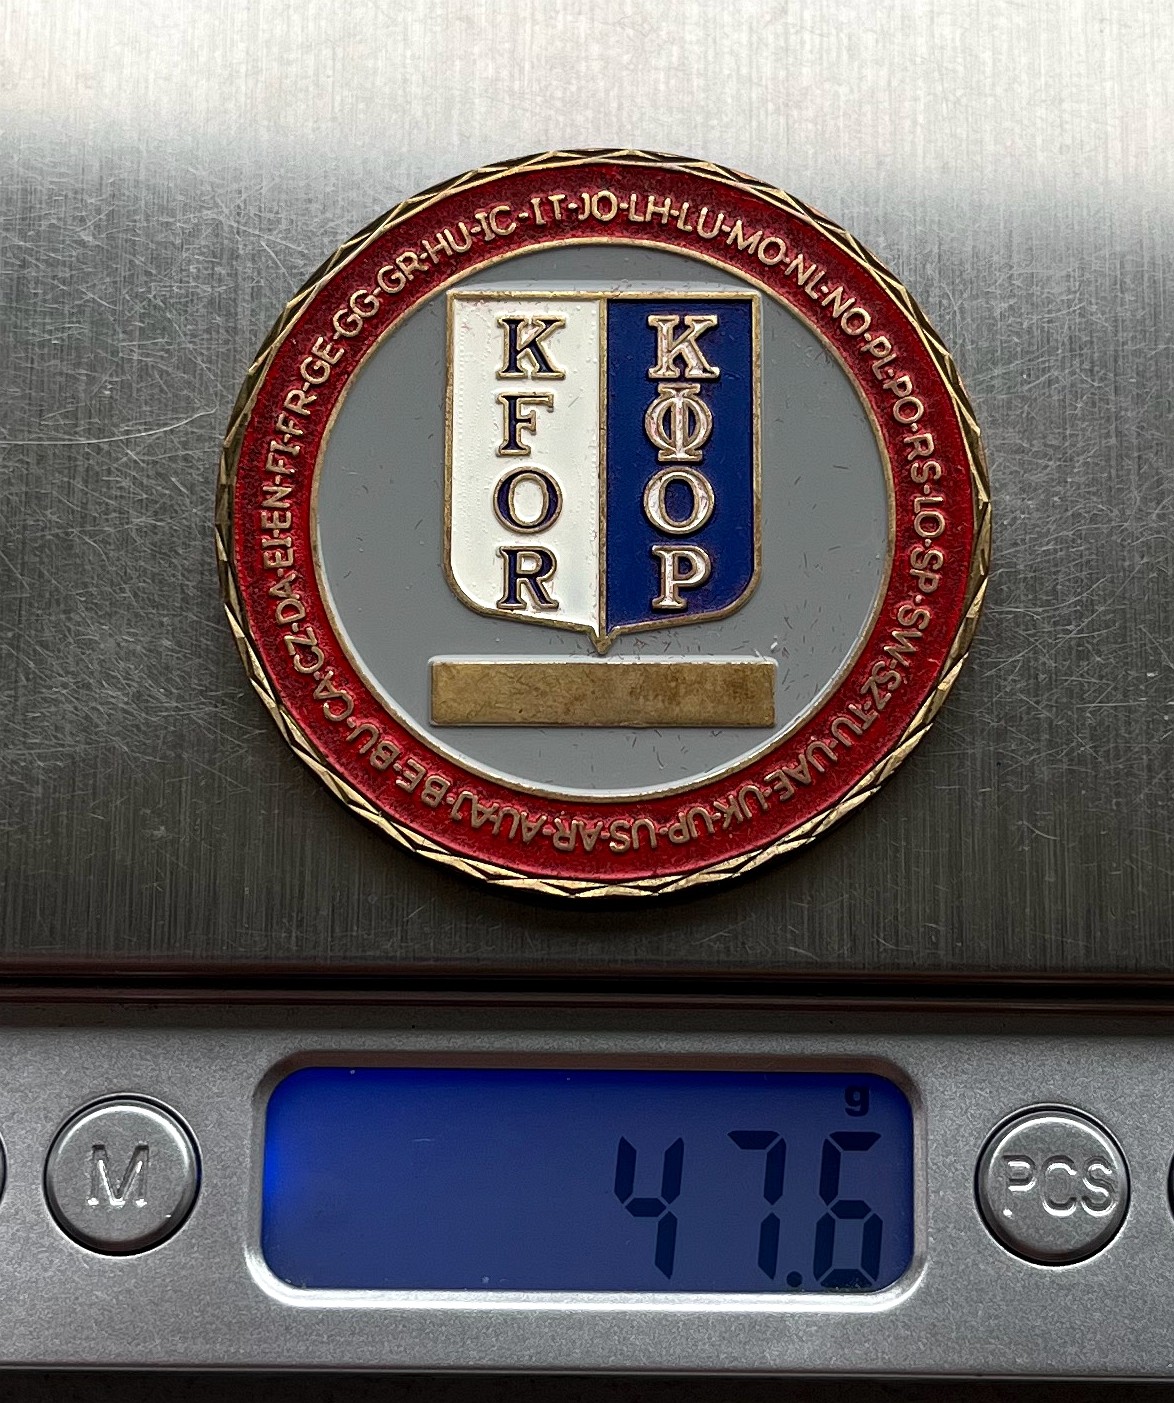 AR-AU-AJ-BE-BU-CA-CZ-DA-EI-EN-FI-FR-GE-GG-GR-HU-IC-IT-JO-LH-LU-MO-NL-NO-PL-PO-RS-LO-SP-SW-SZ-TU-UAE-UK-UP-US-
KFOR
КФОР
g
47.6
M
PCS